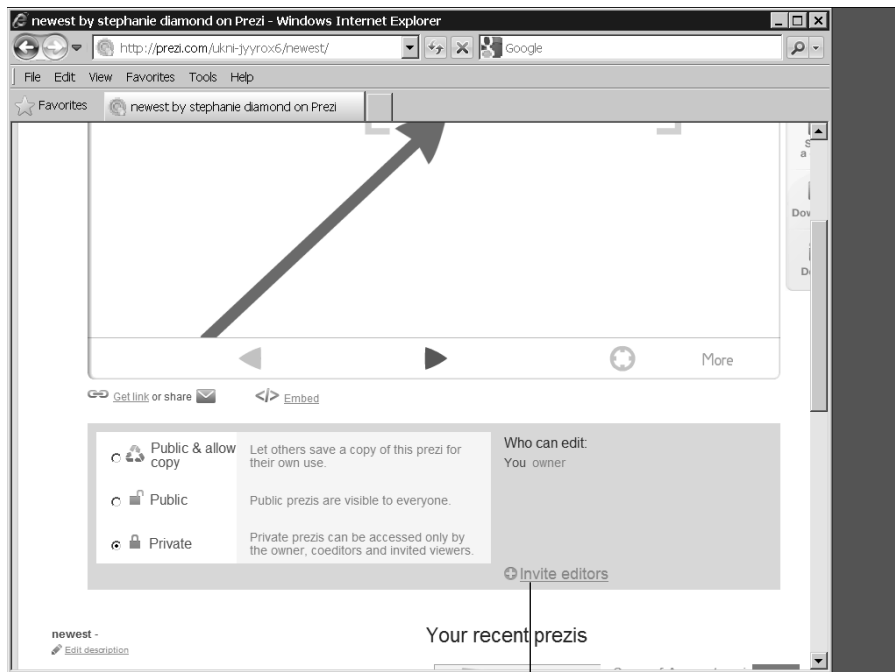 newest by stephanie diamond on Prezi - Windows Internet Explorer
http://prezi.com/ukni-jyyrox6/newest/
Google
File Edit View Favorites Tools Help
Favorites
newest by stephanie diamond on Prezi
More
Get link or share
</> Embed
Public & allow copy
Let others save a copy of this prezi for
their own use.
Public
Public prezis are visible to everyone.
Private
Private prezis can be accessed only by
the owner, coeditors and invited viewers.
Who can edit:
You owner
Invite editors
newest -
Edit description
Your recent prezis